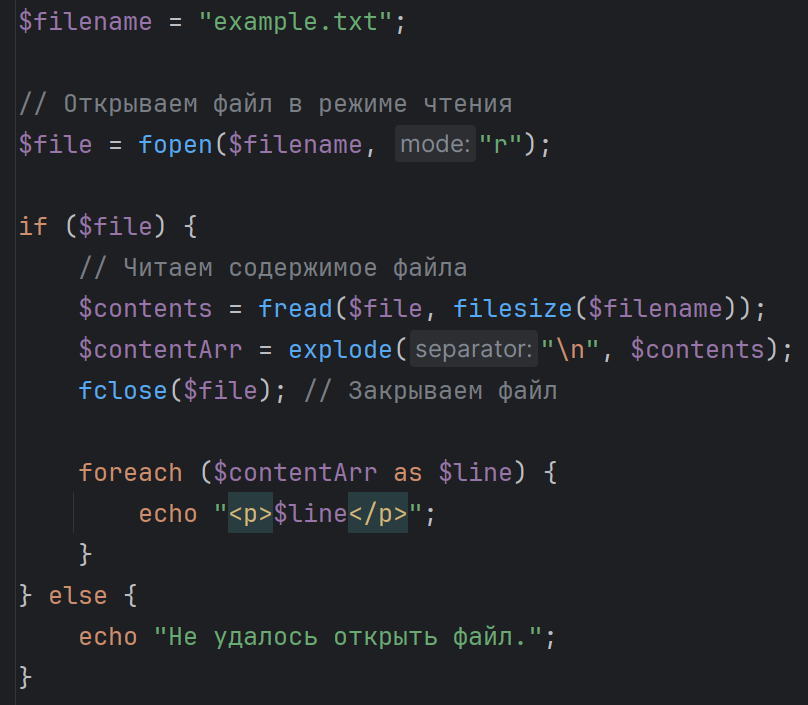 $filename = "example.txt";
// Открываем файл в режиме чтения
$file = fopen($filename, mode: "r");
if ($file) {
// Читаем содержимое файла
$contents = fread($file, filesize($filename));
$contentArr = explode( separator: "\n", $contents);
fclose($file); // Закрываем файл
foreach ($contentArr as $line) {
echo "<p>$line</p>";
}
} else {
echo "Не удалось открыть файл.";
}